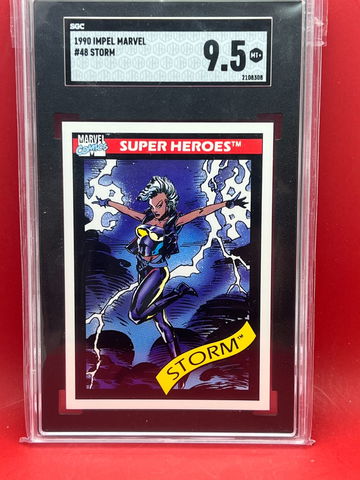 SGC
1990 IMPEL MARVEL
#48 STORM
9.5
MT+
2108308
MARVEL
COMICS
SUPER HEROES™
STORM™